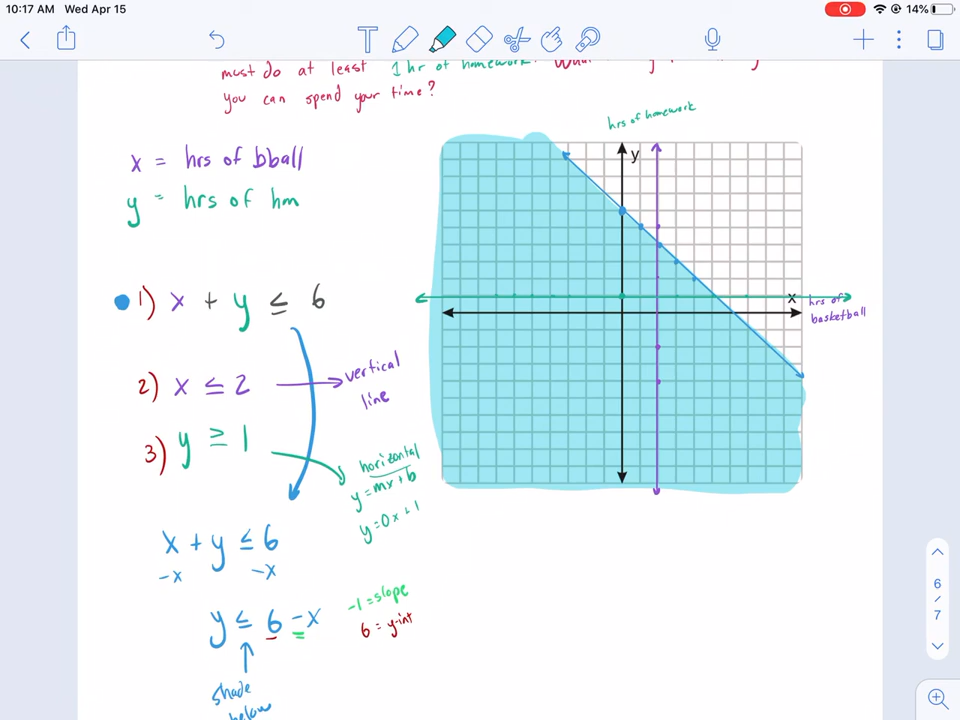 10:17 AM Wed Apr 15
14%
T
must do at least 1 hr of homework.
you can spend your time?
hrs of homework
x = hrs of bball
y = hrs of hm
y
1) x + y ≤ 6
x
hrs of
basketball
2) x ≤ 2
vertical
line
3) y ≥ 1
horizontal
y=mx+b
y=0x+1
x + y ≤ 6
-x -x
y ≤ 6 -x
-1=slope
6 = y-int
shade
below
6
/
7